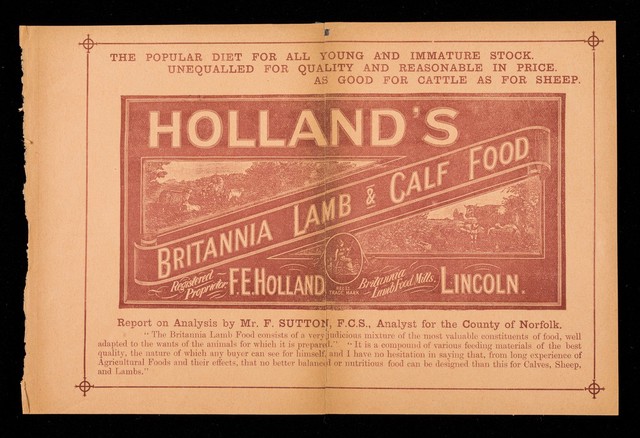 THE POPULAR DIET FOR ALL YOUNG AND IMMATURE STOCK.
UNEQUALLED FOR QUALITY AND REASONABLE IN PRICE.
AS GOOD FOR CATTLE AS FOR SHEEP.
HOLLAND'S
BRITANNIA LAMB & CALF FOOD
Registered Proprietor, F.E. HOLLAND REGD. TRADE MARK Britannia Lamb Food Mills, LINCOLN.
Report on Analysis by Mr. F. SUTTON, F.C.S., Analyst for the County of Norfolk.
"The Britannia Lamb Food consists of a very judicious mixture of the most valuable constituents of food, well
adapted to the wants of the animals for which it is prepared." "It is a compound of various feeding materials of the best
quality, the nature of which any buyer can see for himself, and I have no hesitation in saying that, from long experience of
Agricultural Foods and their effects, that no better balanced or nutritious food can be designed than this for Calves, Sheep,
and Lambs."